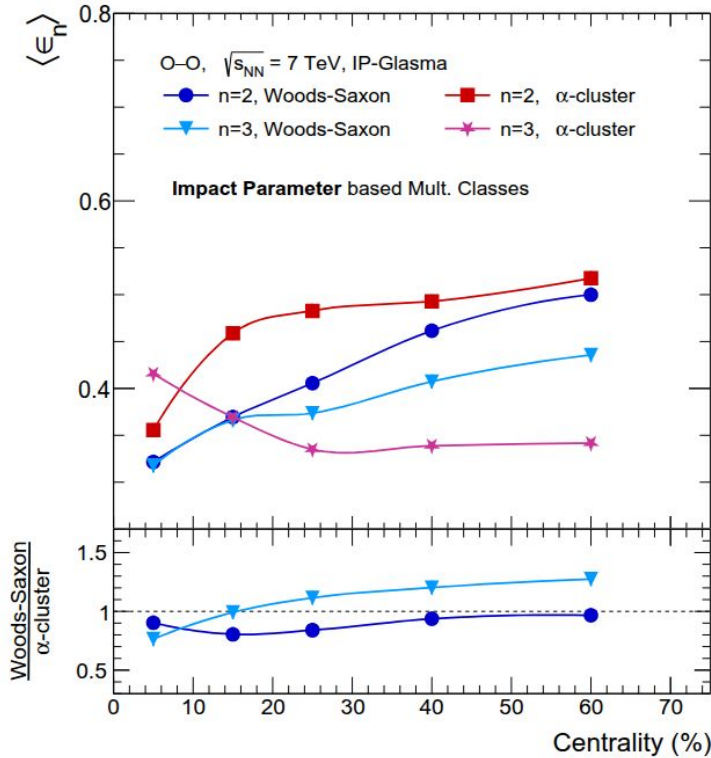 ⟨ϵn⟩
0.8
0.6
0.4
O–O, √sNN = 7 TeV, IP-Glasma
n=2, Woods-Saxon n=2, α-cluster
n=3, Woods-Saxon n=3, α-cluster
Impact Parameter based Mult. Classes
Woods-Saxon
α-cluster
1.5
1
0.5
0 10 20 30 40 50 60 70
Centrality (%)